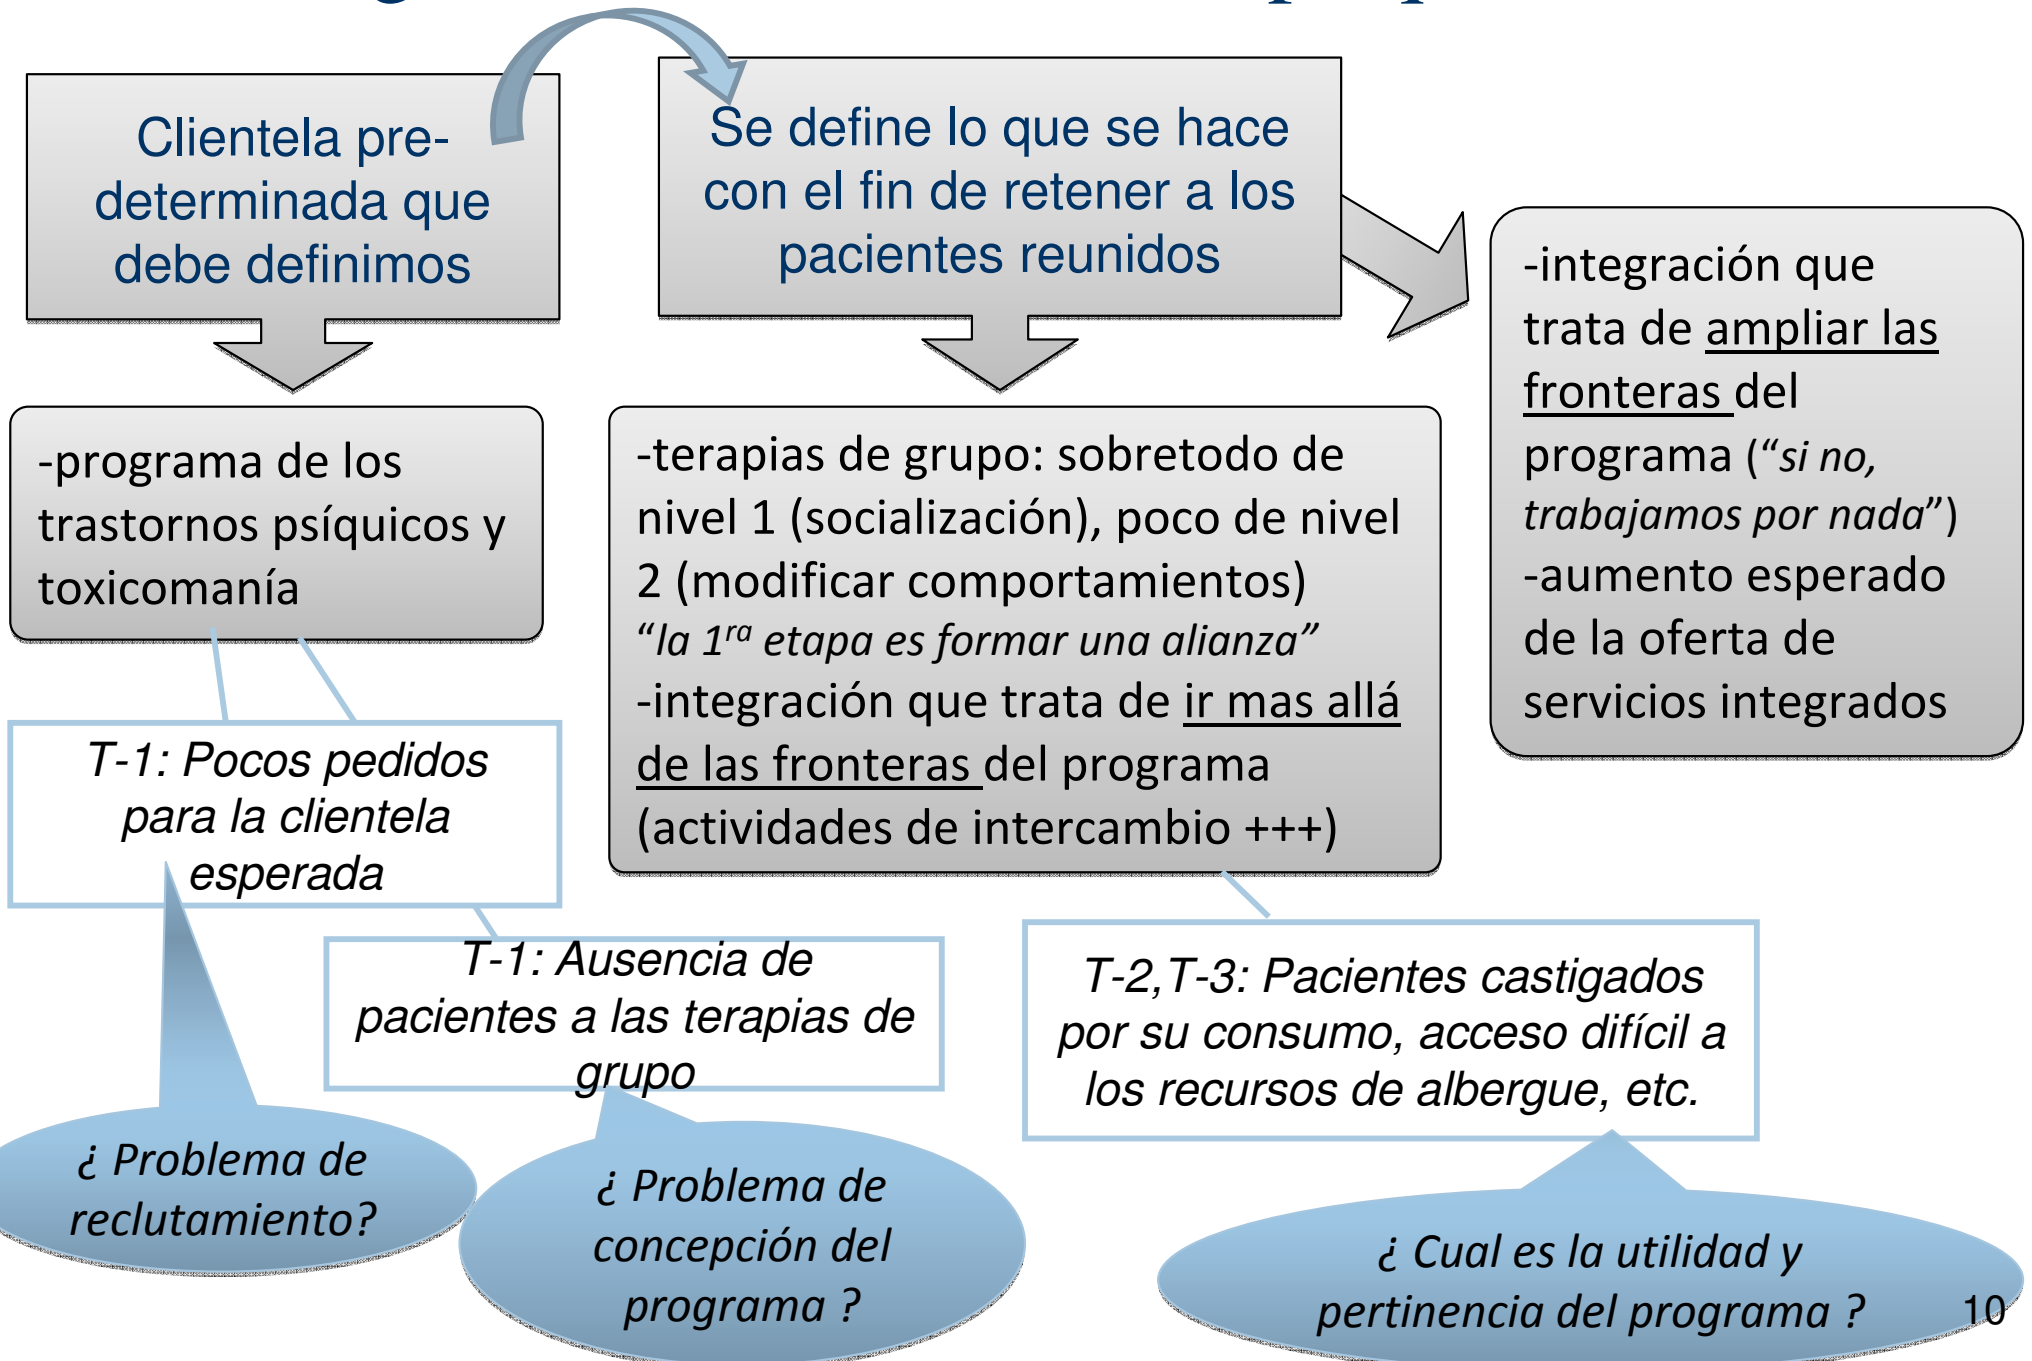 Clientela pre-
determinada que
debe definimos
Se define lo que se hace
con el fin de retener a los
pacientes reunidos
-integración que
trata de ampliar las
fronteras del
programa (“si no,
trabajamos por nada”)
-aumento esperado
de la oferta de
servicios integrados
-programa de los
trastornos psíquicos y
toxicomanía
-terapias de grupo: sobretodo de
nivel 1 (socialización), poco de nivel
2 (modificar comportamientos)
“la 1ra etapa es formar una alianza”
-integración que trata de ir mas allá
de las fronteras del programa
(actividades de intercambio +++)
T-1: Pocos pedidos
para la clientela
esperada
T-1: Ausencia de
pacientes a las terapias de
grupo
T-2,T-3: Pacientes castigados
por su consumo, acceso difícil a
los recursos de albergue, etc.
¿ Problema de
reclutamiento?
¿ Problema de
concepción del
programa ?
¿ Cual es la utilidad y
pertinencia del programa ?
10